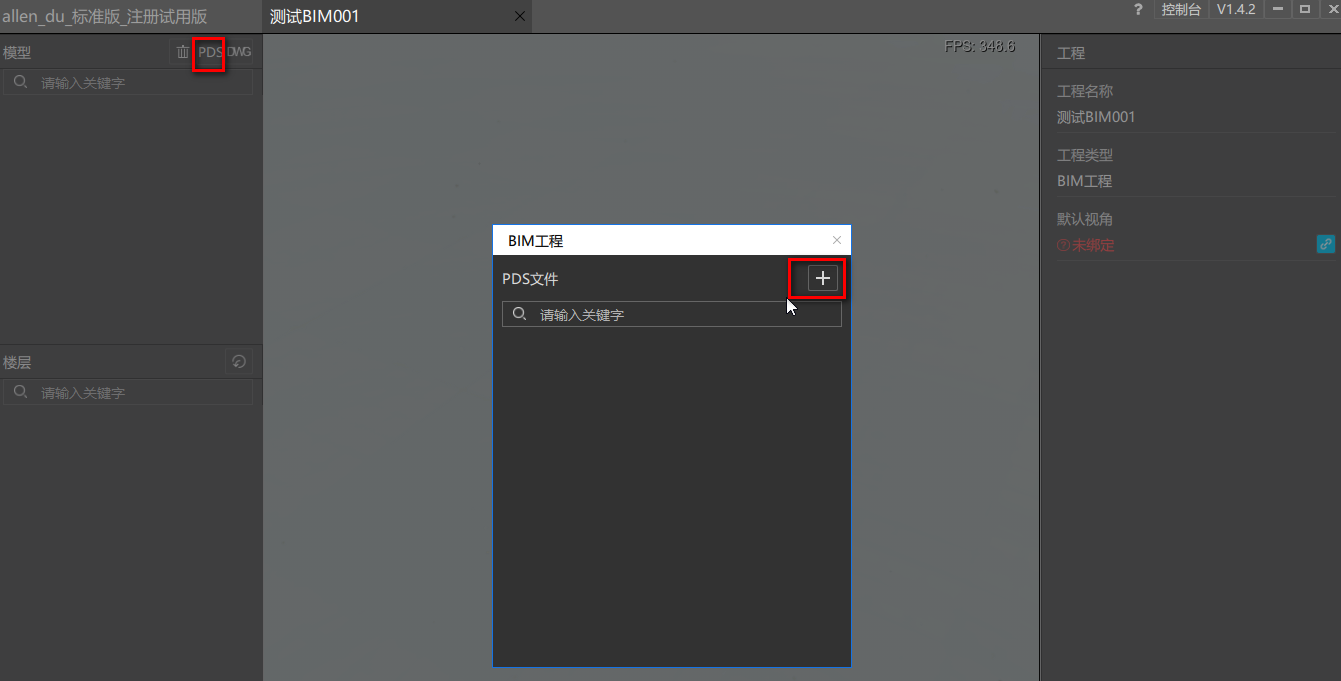 allen_du_标准版_注册试用版
测试BIM001
?
控制台
V1.4.2
模型
PDS
DWG
请输入关键字
FPS: 348.6
工程
工程名称
测试BIM001
工程类型
BIM工程
默认视角
未绑定
BIM工程
PDS文件
请输入关键字
楼层
请输入关键字